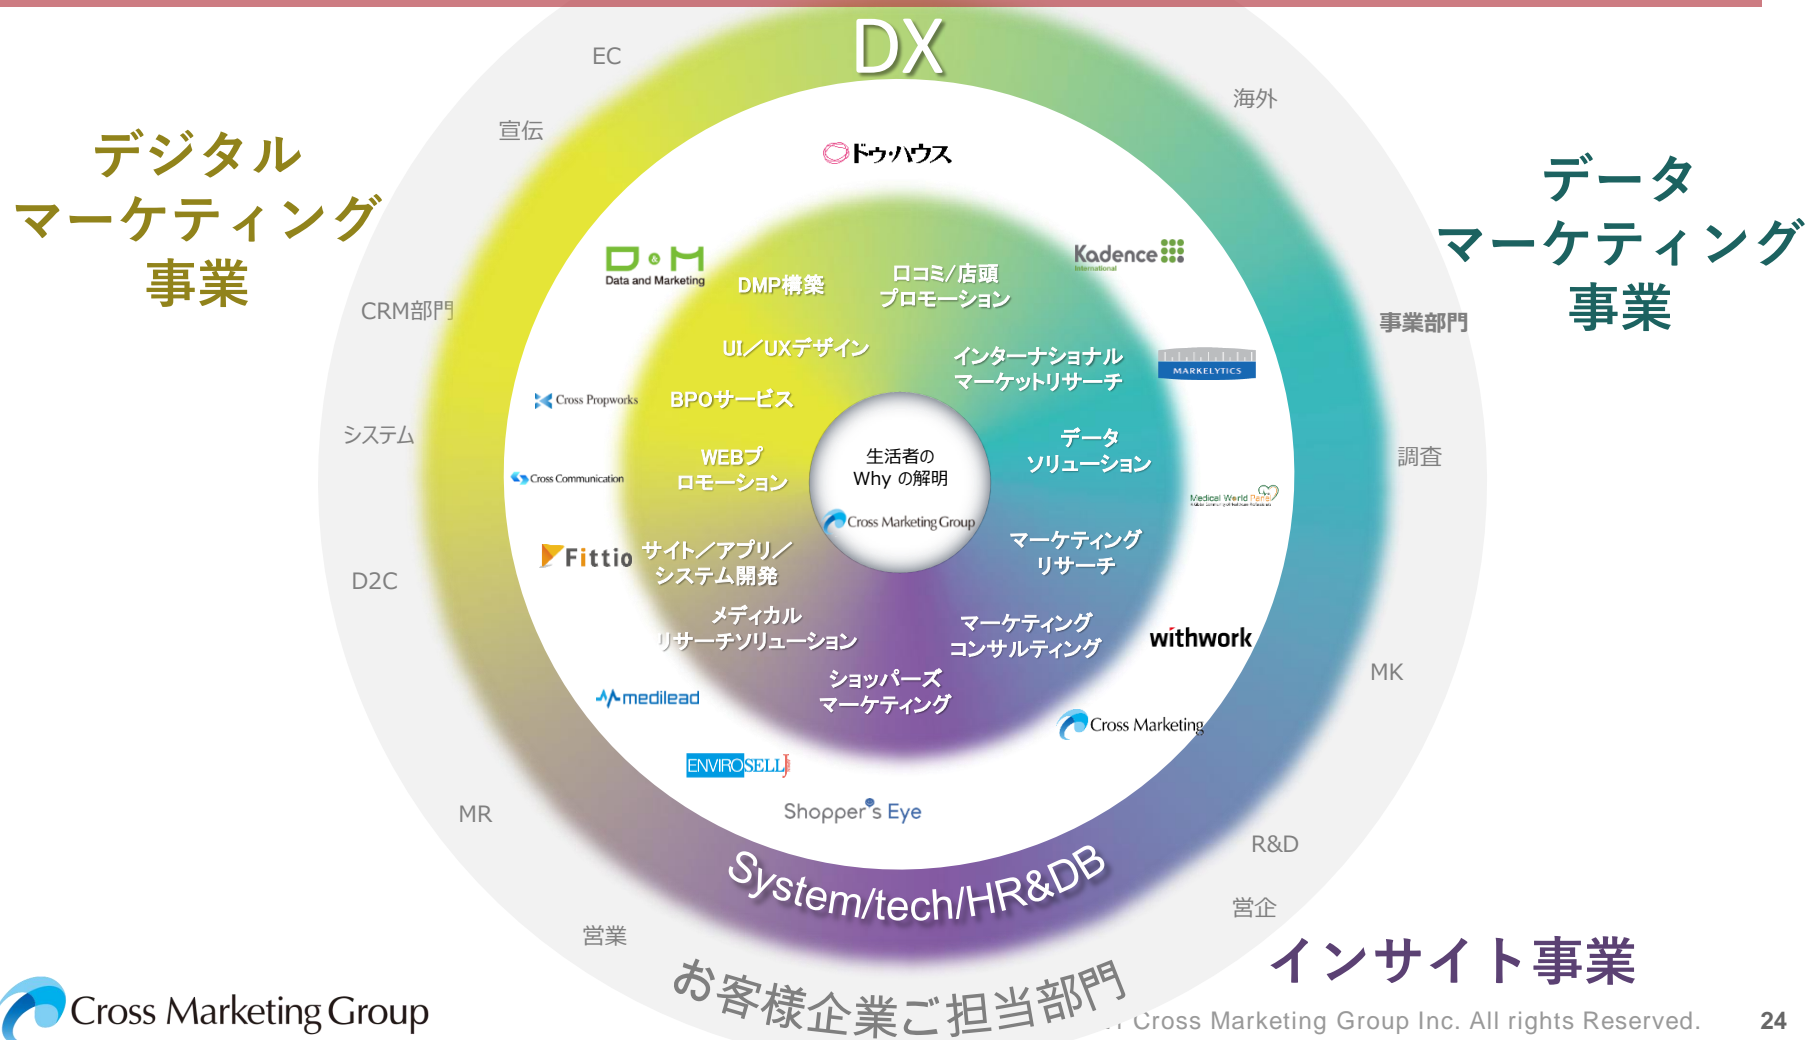 DX
EC
海外
宣伝
デジタル
マーケティング
事業
データ
マーケティング
事業
ドゥ・ハウス
D&M
Data and Marketing
Kadence
International
DMP構築
口コミ/店頭
プロモーション
CRM部門
事業部門
UI／UXデザイン
インターナショナル
マーケットリサーチ
MARKELYTICS
Cross Propworks
BPOサービス
システム
データ
ソリューション
調査
生活者の
Why の解明
Cross Marketing Group
WEBプ
ロモーション
Cross Communication
Medical World Panel
Fittio
サイト／アプリ／
システム開発
マーケティング
リサーチ
D2C
メディカル
リサーチソリューション
マーケティング
コンサルティング
withwork
MK
ショッパーズ
マーケティング
medilead
Cross Marketing
ENVIROSELL
Shopper's Eye
MR
R&D
System/tech/HR&DB
営企
営業
インサイト事業
お客様企業ご担当部門
Cross Marketing Group
Cross Marketing Group Inc. All rights Reserved.
24